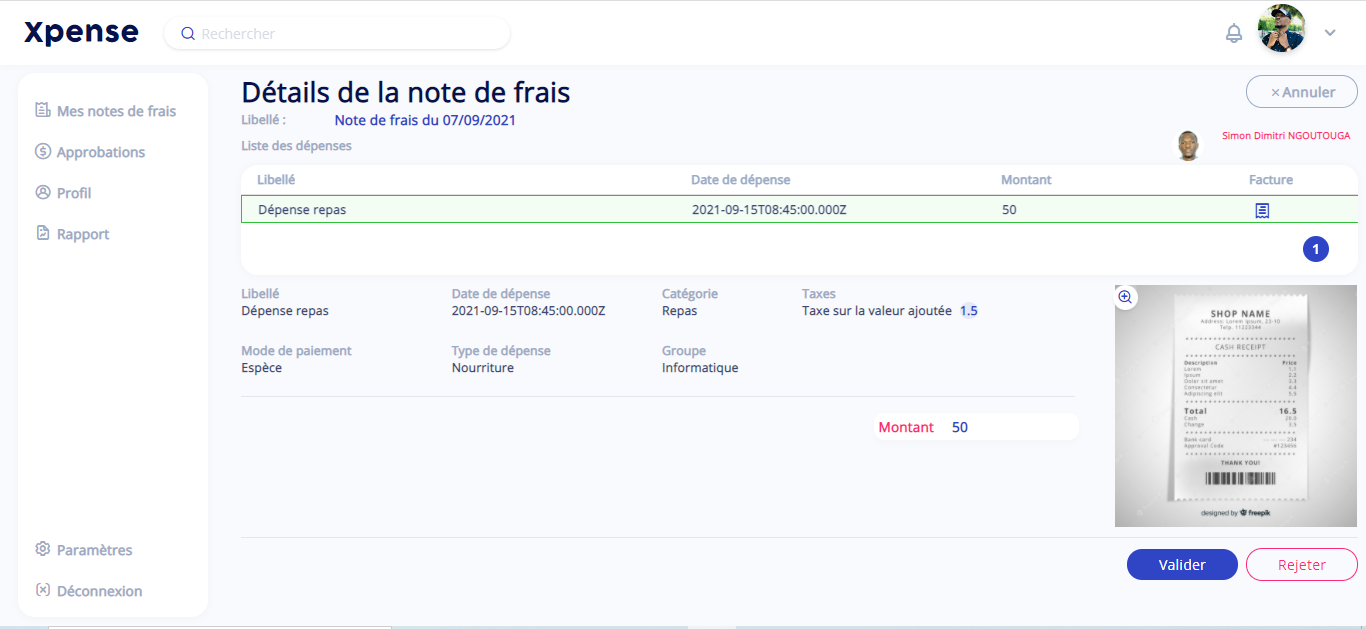 Xpense
Rechercher
Mes notes de frais
Approbations
Profil
Rapport
Paramètres
Déconnexion
Détails de la note de frais
× Annuler
Libellé : Note de frais du 07/09/2021
Liste des dépenses
Simon Dimitri NGOUTOUGA
Libellé Date de dépense Montant Facture
Dépense repas 2021-09-15T08:45:00.000Z 50
1
Libellé Date de dépense Catégorie Taxes
Dépense repas 2021-09-15T08:45:00.000Z Repas Taxe sur la valeur ajoutée 1.5
Mode de paiement Type de dépense Groupe
Espèce Nourriture Informatique
Montant 50
SHOP NAME
Address: Lorem Ipsum, 23-10
Telp. 11223344
CASH RECEIPT
Description Price
Lorem 1.1
Ipsum 2.2
Dolor sit amet 3.3
Consectetur 4.4
Adipiscing elit 5.5
Total 16.5
Cash 20.0
Change 3.5
Bank card 234
Approval Code #123456
THANK YOU!
designed by freepik
Valider
Rejeter